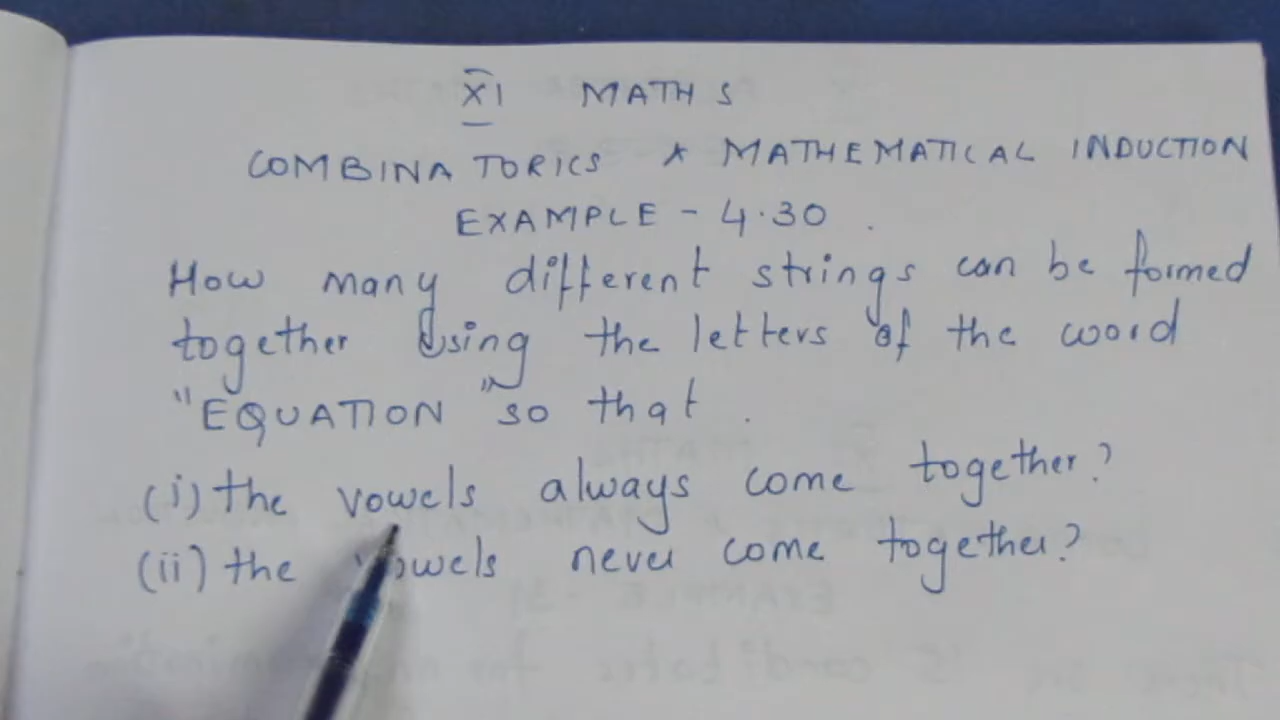 XI MATHS
COMBINATORICS & MATHEMATICAL INDUCTION
EXAMPLE - 4.30.
How many different strings can be formed
together using the letters of the word
"EQUATION" so that.
(i) the vowels always come together?
(ii) the vowels never come together?